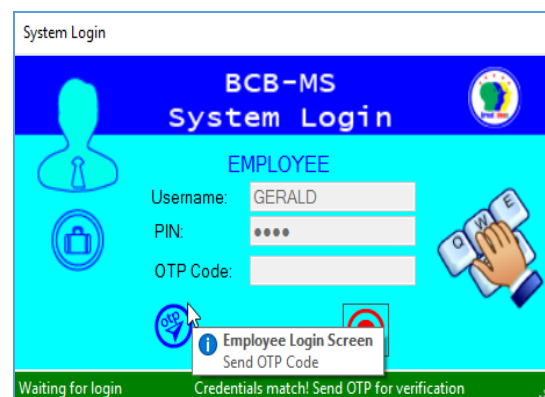 System Login
BCB-MS
System Login
EMPLOYEE
Username: GERALD
PIN: ••••
OTP Code:
otp
Employee Login Screen
Send OTP Code
Q W E
Waiting for login Credentials match! Send OTP for verification